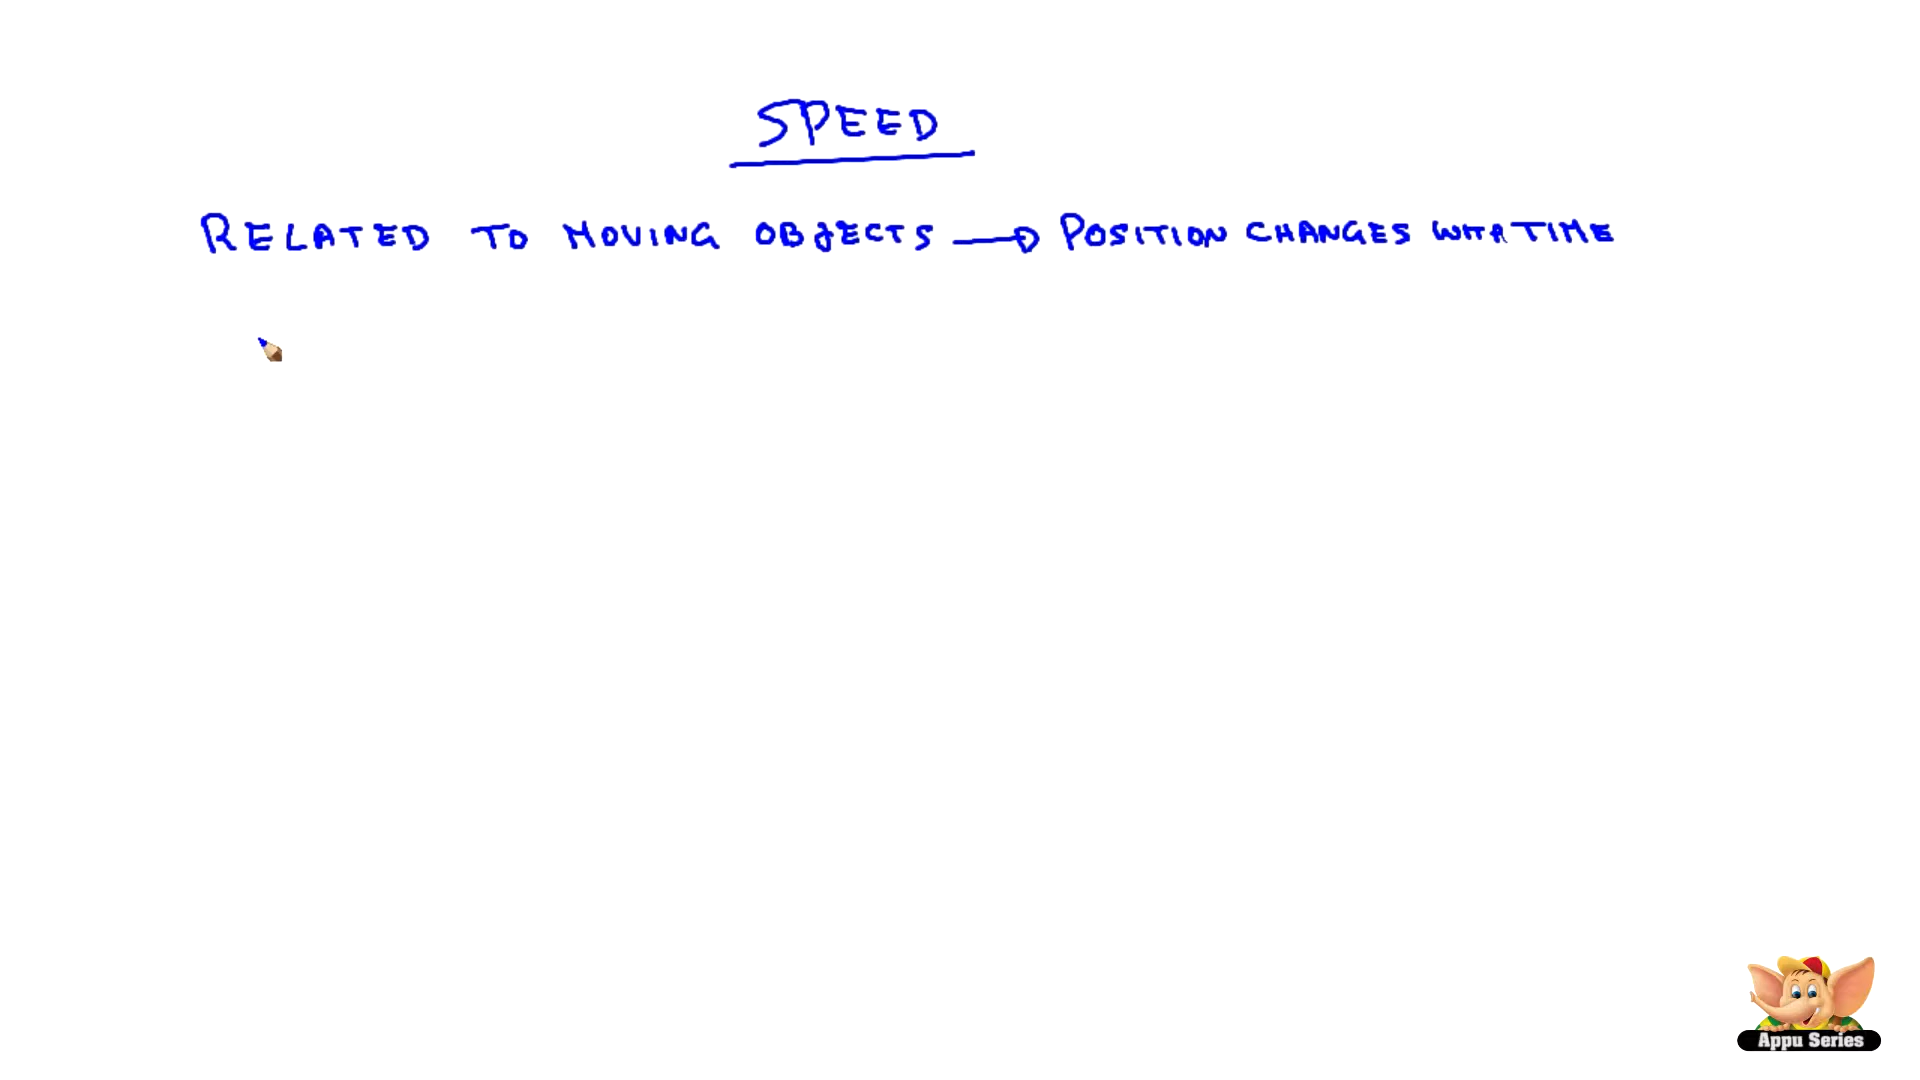 SPEED
RELATED TO MOVING OBJECTS → POSITION CHANGES WITH TIME
Appu Series